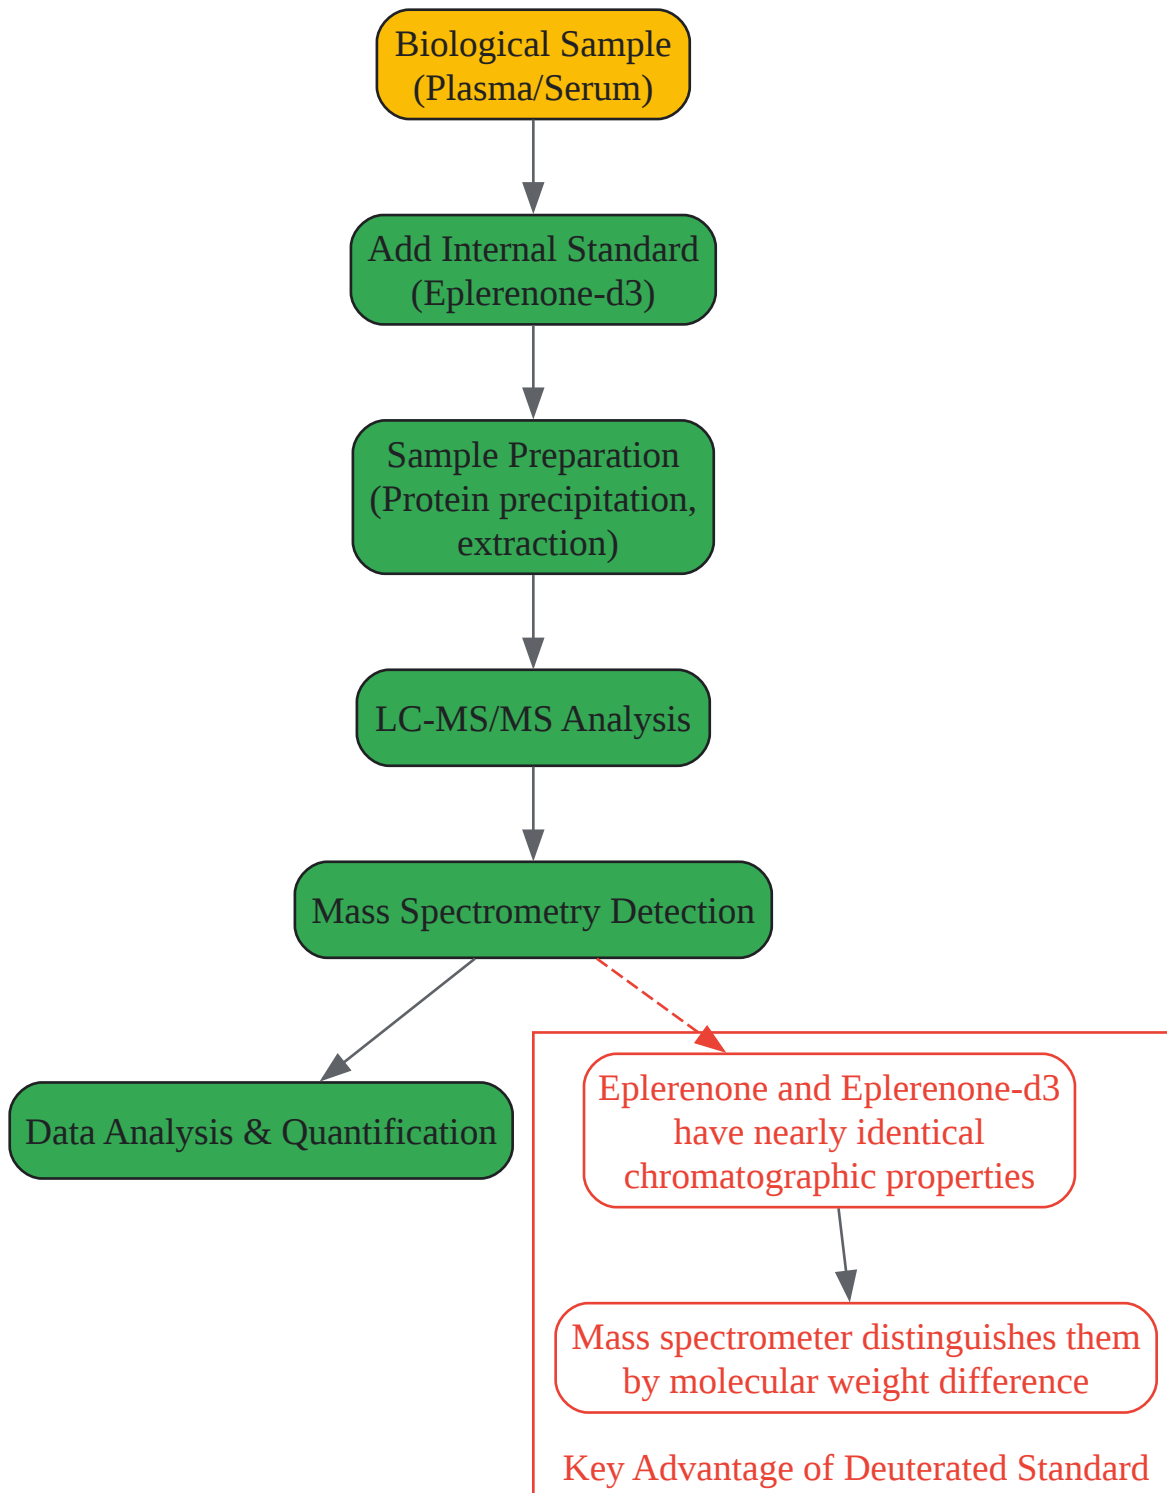 Biological Sample
(Plasma/Serum)
Add Internal Standard
(Eplerenone-d3)
Sample Preparation
(Protein precipitation,
extraction)
LC-MS/MS Analysis
Mass Spectrometry Detection
Data Analysis & Quantification
Eplerenone and Eplerenone-d3
have nearly identical
chromatographic properties
Mass spectrometer distinguishes them
by molecular weight difference
Key Advantage of Deuterated Standard